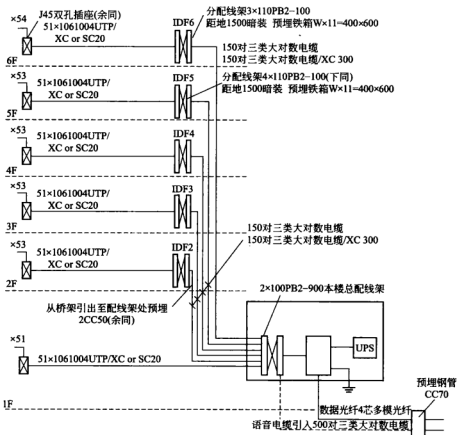 ×54
J45双孔插座(余同)
51×1061004UTP/
XC or SC20
6F
IDF6
分配线架3×110PB2-100
距地1500暗装 预埋铁箱W×11=400×600
150对三类大对数电缆
150对三类大对数电缆/XC 300
×53
51×1061004UTP/
XC or SC20
5F
IDF5
分配线架4×110PB2-100(下同)
距地1500暗装 预埋铁箱W×11=400×600
×53
51×1061004UTP/
XC or SC20
4F
IDF4
×53
51×1061004UTP/
XC or SC20
3F
IDF3
150对三类大对数电缆
150对三类大对数电缆/XC 300
×53
51×1061004UTP/
XC or SC20
2F
IDF2
从桥架引出至配线架处预埋
2CC50(余同)
2×100PB2-900本楼总配线架
UPS
×51
51×1061004UTP/XC or SC20
1F
预埋钢管
CC70
数据光纤4芯多模光纤
语音电缆引入500对三类大对数电缆